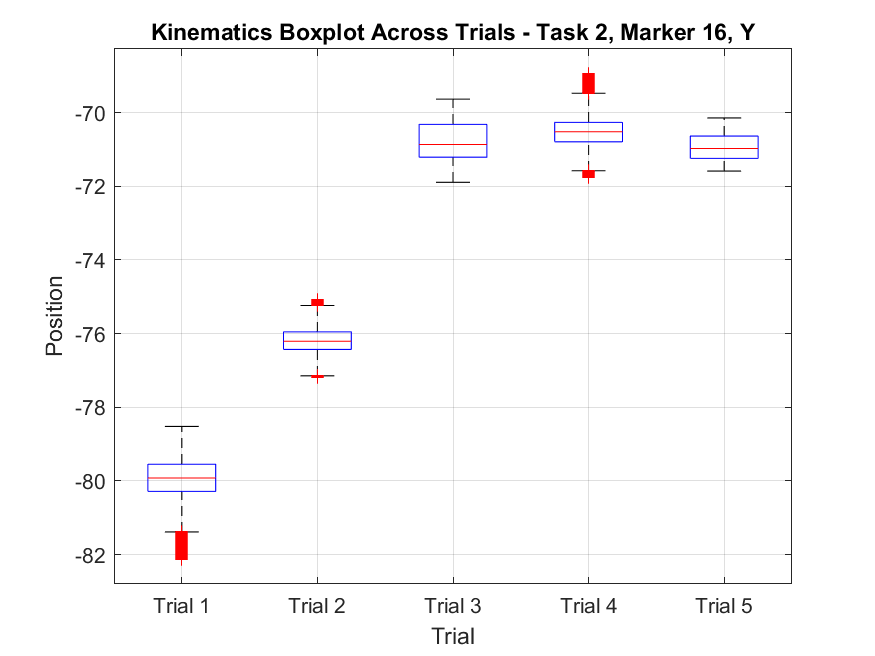 Kinematics Boxplot Across Trials - Task 2, Marker 16, Y
-70
-72
-74
-76
-78
-80
-82
Position
Trial 1 Trial 2 Trial 3 Trial 4 Trial 5
Trial